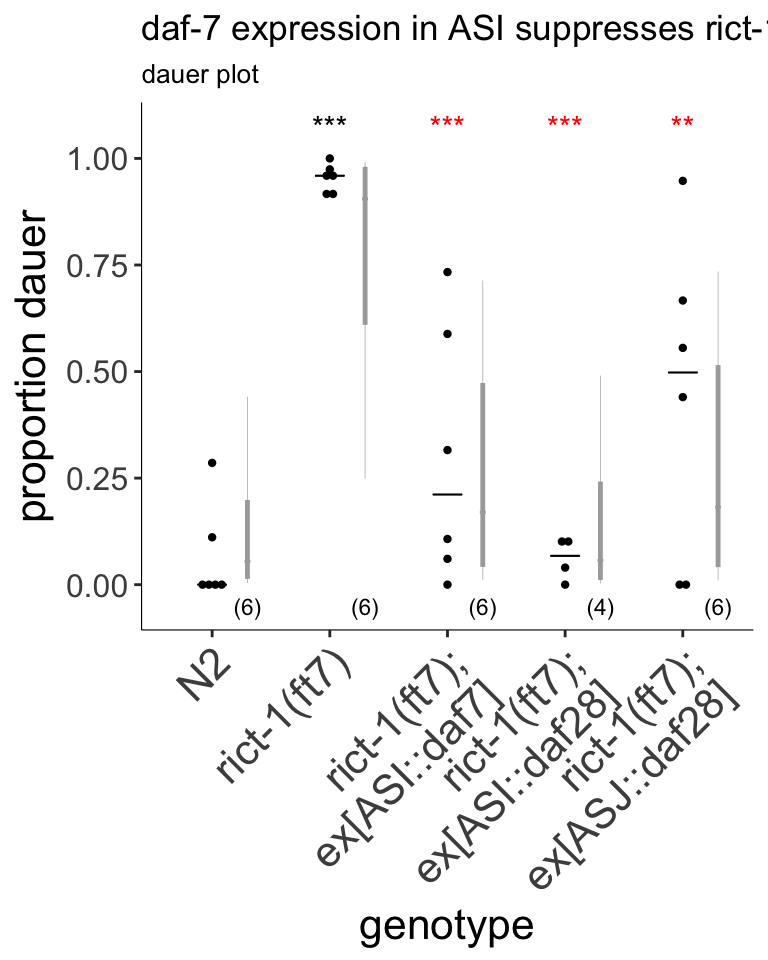 daf-7 expression in ASI suppresses rict-
dauer plot
*** *** *** **
1.00
0.75
0.50
0.25
0.00
proportion dauer
(6) (6) (6) (4) (6)
N2
rict-1(ft7)
rict-1(ft7);
ex[ASI::daf7]
rict-1(ft7);
ex[ASI::daf28]
rict-1(ft7);
ex[ASJ::daf28]
genotype